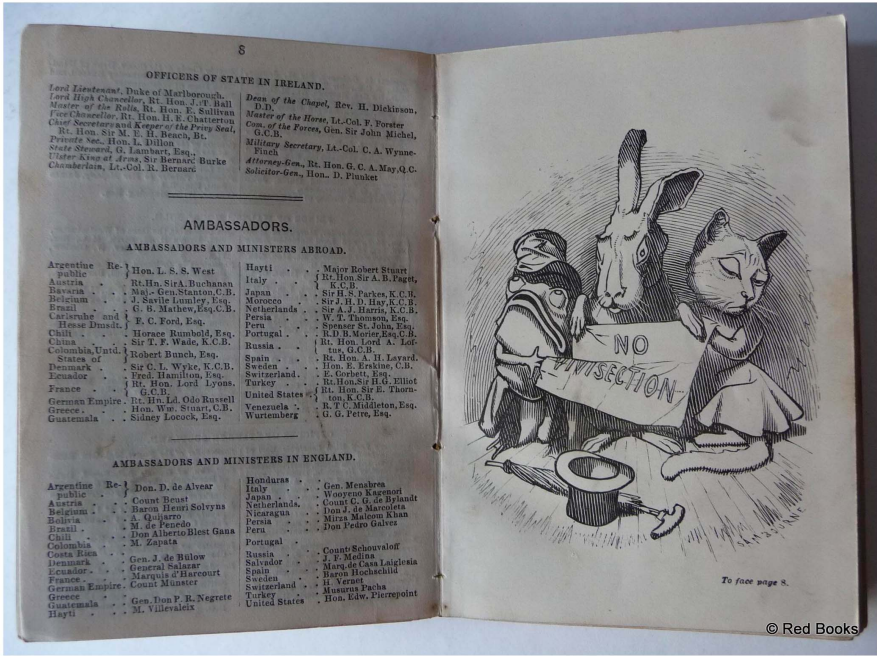 8
OFFICERS OF STATE IN IRELAND.
Lord Lieutenant, Duke of Marlborough.
Lord High Chancellor, Rt. Hon. J. T. Ball
Master of the Rolls, Rt. Hon. E. Sullivan
Vice Chancellor, Rt. Hon. H. E. Chatterton
Chief Secretary and Keeper of the Privy Seal,
Rt. Hon. Sir M. E. H. Beach, Bt.
Private Sec. Hon. L. Dillon
State Steward, G. Lambart, Esq.,
Ulster King at Arms, Sir Bernard Burke
Chamberlain, Lt.-Col. R. Bernard
Dean of the Chapel, Rev. H. Dickinson,
D.D.
Master of the Horse, Lt.-Col. F. Forster
Com. of the Forces, Gen. Sir John Michel,
G.C.B.
Military Secretary, Lt.-Col. C. A. Wynne-
Finch
Attorney-Gen., Rt. Hon. G. C. A. May, Q.C.
Solicitor-Gen., Hon. D. Plunket
AMBASSADORS.
AMBASSADORS AND MINISTERS ABROAD.
Argentine Re-
public } Hon. L. S. S. West
Austria . Rt. Hn. Sir A. Buchanan
Bavaria . Maj.-Gen. Stanton, C.B.
Belgium . J. Savile Lumley, Esq.
Brazil . G. B. Mathew, Esq. C.B.
Carlsruhe and
Hesse Dmsdt. } F. C. Ford, Esq.
Chili . Horace Rumbold, Esq.
China . Sir T. F. Wade, K.C.B.
Colombia, Untd.
States of } Robert Bunch, Esq.
Denmark . Sir C. L. Wyke, K.C.B.
Ecuador . Fred. Hamilton, Esq.
France . { Rt. Hon. Lord Lyons,
G.C.B.
German Empire . Rt. Hn. Ld. Odo Russell
Greece . Hon. Wm. Stuart, C.B.
Guatemala . Sidney Locock, Esq.
Hayti . Major Robert Stuart
Italy . { Rt. Hon. Sir A. B. Paget,
K.C.B.
Japan . Sir H. S. Parkes, K.C.B.
Morocco . Sir J. H. D. Hay, K.C.B.
Netherlands . Sir A. J. Harris, K.C.B.
Persia . W. T. Thomson, Esq.
Peru . Spenser St. John, Esq.
Portugal . R. D. B. Morier, Esq. C.B.
Russia . { Rt. Hon. Lord A. Lof-
tus, G.C.B.
Spain . Rt. Hon. A. H. Layard.
Sweden . Hon. E. Erskine, C.B.
Switzerland . E. Corbett, Esq.
Turkey . Rt. Hon. Sir H. G. Elliot
United States { Rt. Hon. Sir E. Thorn-
ton, K.C.B.
Venezuela . R. T. C. Middleton, Esq.
Wurtemberg . G. G. Petre, Esq.
AMBASSADORS AND MINISTERS IN ENGLAND.
Argentine Re-
public } Don. D. de Alvear
Austria . Count Beust
Belgium . Baron Henri Solvyns
Bolivia . A. Quijarro
Brazil . M. de Penedo
Chili . Don Alberto Blest Gana
Colombia . M. Zapata
Costa Rica
Denmark . Gen. J. de Bülow
Ecuador . General Salazar
France . Marquis d'Harcourt
German Empire . Count Münster
Greece
Guatemala . Gen. Don P. R. Negrete
Hayti . M. Villevaleix
Honduras
Italy . Gen. Menabrea
Japan . Wooyeno Kagenori
Netherlands . Count C. G. de Bylandt
Nicaragua . Don J. de Marcoleta
Persia . Mirza Malcom Khan
Peru . Don Pedro Galvez
Portugal
Russia . Count Schouvaloff
Salvador . J. F. Medina
Spain . Marq. de Casa Laiglesia
Sweden . Baron Hochschild
Switzerland . H. Vernet
Turkey . Musurus Pacha
United States . Hon. Edw. Pierrepoint
NO
VIVISECTION
To face page 8.
© Red Books